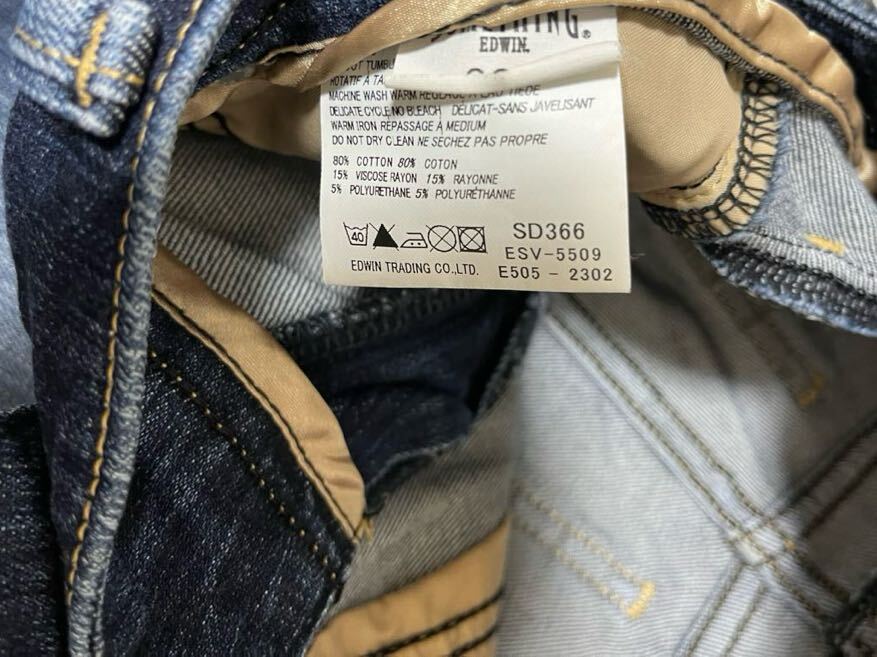 EDWIN.
MACHINE WASH WARM
DELICATE CYCLE NO BLEACH DÉLICAT-SANS JAVELISANT
WARM IRON REPASSAGE À MEDIUM
DO NOT DRY CLEAN NE SECHEZ PAS PROPRE
80% COTTON 80% COTON
15% VISCOSE RAYON 15% RAYONNE
5% POLYURETHANE 5% POLYURÉTHANNE
40
SD366
ESV-5509
EDWIN TRADING CO.,LTD. E505 - 2302